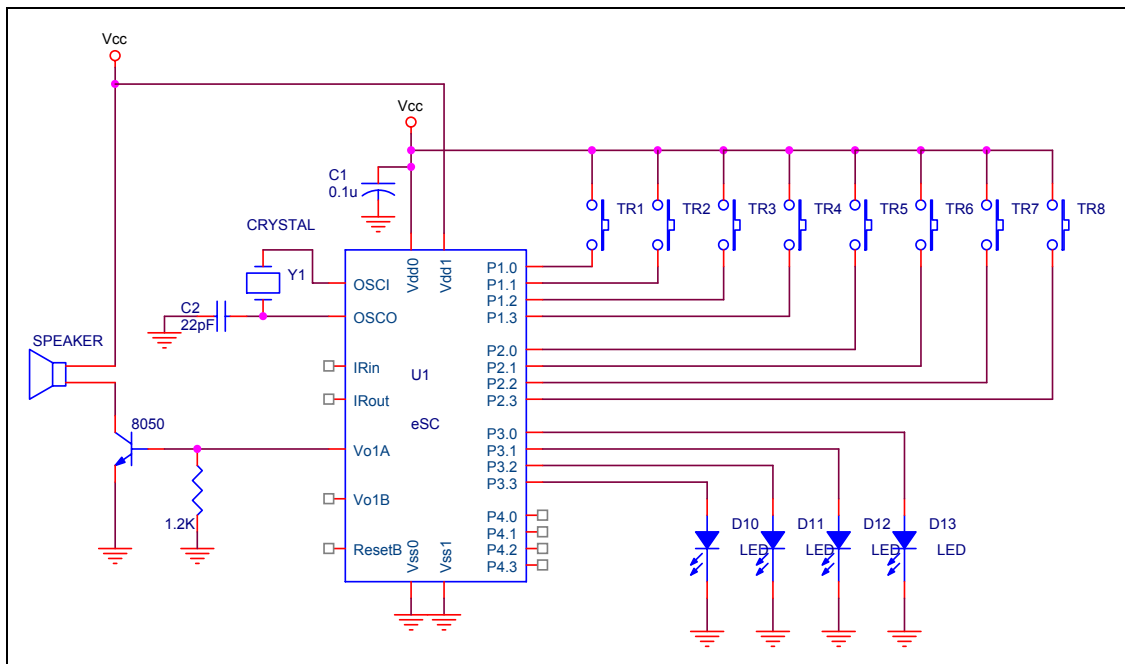 Vcc
Vcc
C1
0.1u
TR1
TR2
TR3
TR4
TR5
TR6
TR7
TR8
CRYSTAL
Y1
C2
22pF
SPEAKER
8050
1.2K
U1
eSC
OSCI
OSCO
IRin
IRout
Vo1A
Vo1B
ResetB
Vdd0
Vdd1
Vss0
Vss1
P1.0
P1.1
P1.2
P1.3
P2.0
P2.1
P2.2
P2.3
P3.0
P3.1
P3.2
P3.3
P4.0
P4.1
P4.2
P4.3
D10
LED
D11
LED
D12
LED
D13
LED